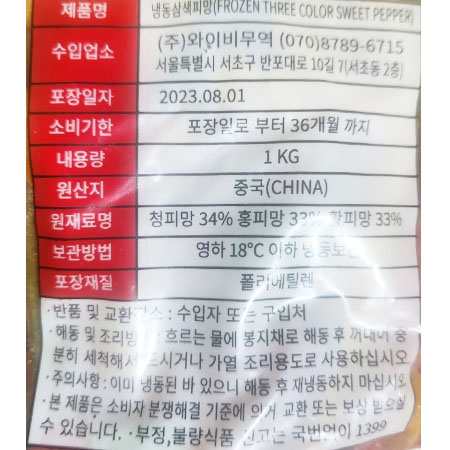 제품명 냉동삼색피망(FROZEN THREE COLOR SWEET PEPPER)
수입업소 (주)와이비무역 (070)8789-6715
서울특별시 서초구 반포대로 10길 7(서초동 2층)
포장일자 2023.08.01
소비기한 포장일로 부터 36개월 까지
내용량 1 KG
원산지 중국(CHINA)
원재료명 청피망 34% 홍피망 33% 황피망 33%
보관방법 영하 18°C 이하 냉동보관
포장재질 폴리에틸렌
·반품 및 교환장소 : 수입자 또는 구입처
·해동 및 조리방법 : 흐르는 물에 봉지채로 해동 후 꺼내어 충
분히 세척해서 드시거나 가열 조리용도로 사용하십시오
·주의사항 : 이미 냉동된 바 있으니 해동 후 재냉동하지 마십시오
·본 제품은 소비자 분쟁해결 기준에 의거 교환 또는 보상 받으실
수 있습니다. ·부정,불량식품 신고는 국번없이 1399